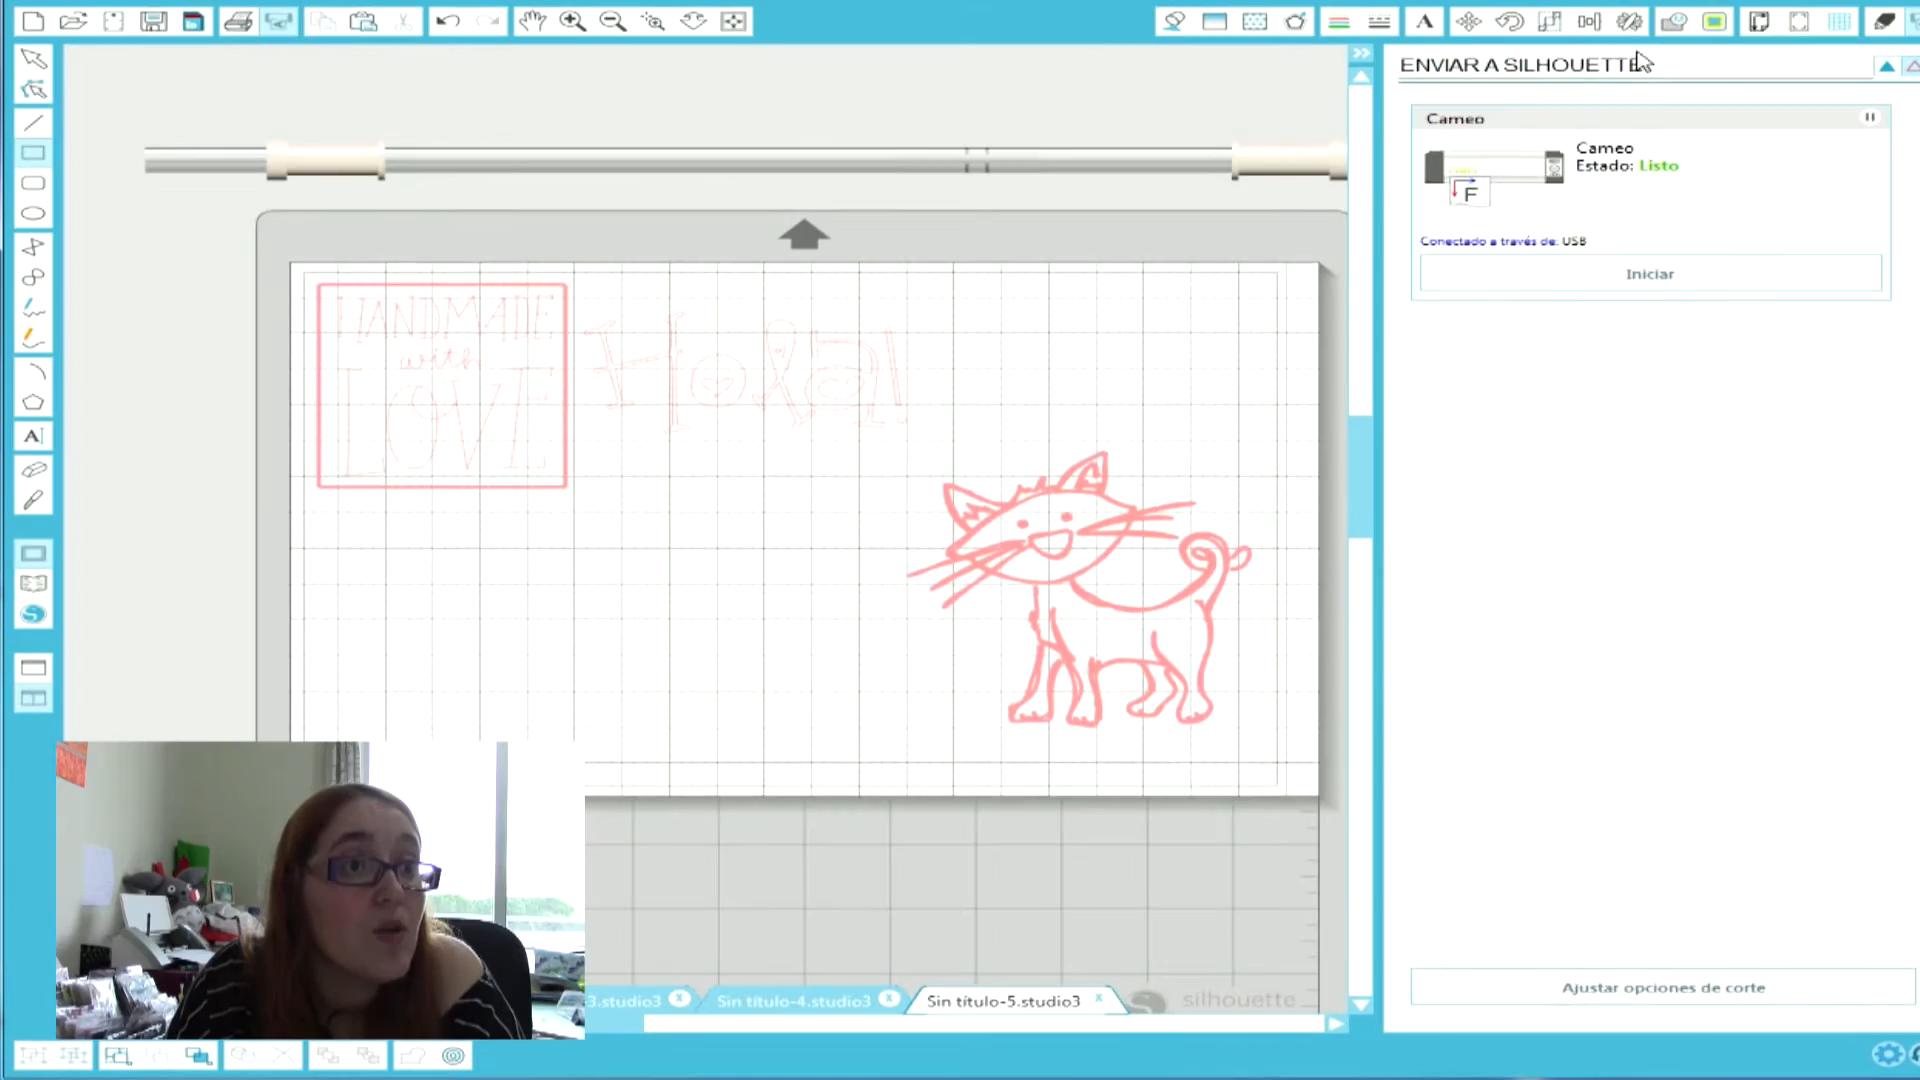 ENVIAR A SILHOUETTE
Cameo
Cameo
Estado: Listo
F
Conectado a través de: USB
Iniciar
HANDMADE
with
LOVE
Hola!
Ajustar opciones de corte
3.studio3
Sin título-4.studio3
Sin título-5.studio3
silhouette